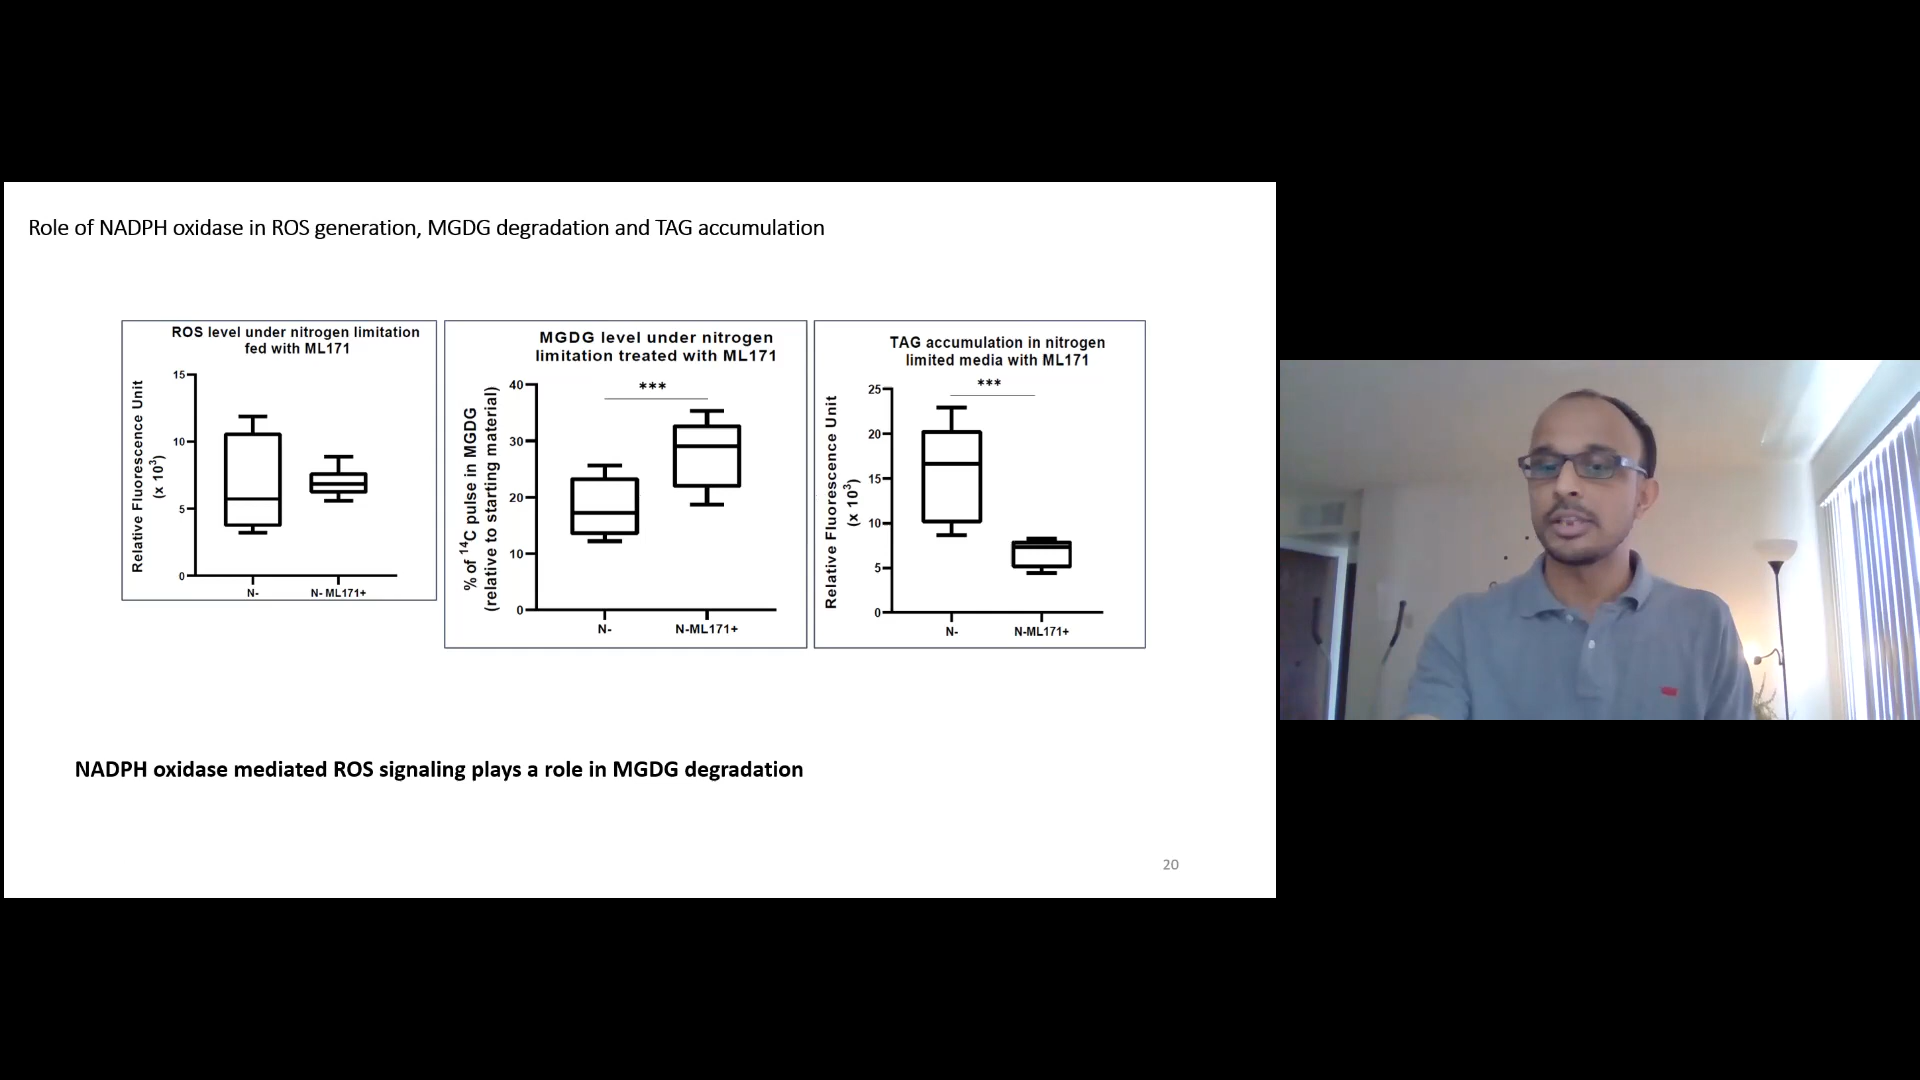 Role of NADPH oxidase in ROS generation, MGDG degradation and TAG accumulation
ROS level under nitrogen limitation
fed with ML171
Relative Fluorescence Unit
(x 10³)
15
10
5
0
N-
N- ML171+
MGDG level under nitrogen
limitation treated with ML171
% of ¹⁴C pulse in MGDG
(relative to starting material)
***
40
30
20
10
0
N-
N-ML171+
TAG accumulation in nitrogen
limited media with ML171
Relative Fluorescence Unit
(x 10³)
***
25
20
15
10
5
0
N-
N-ML171+
NADPH oxidase mediated ROS signaling plays a role in MGDG degradation
20